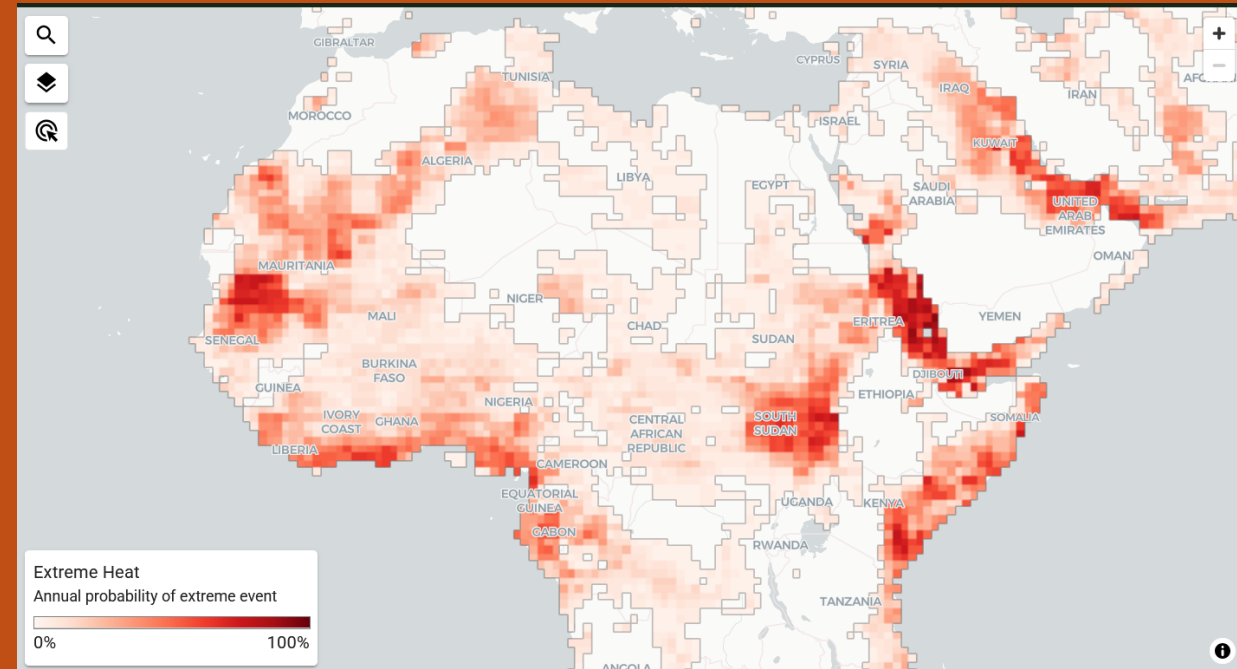 GIBRALTAR
TUNISIA
CYPRUS
SYRIA
IRAQ
IRAN
MOROCCO
ISRAEL
KUWAIT
ALGERIA
LIBYA
EGYPT
SAUDI
ARABIA
UNITED
ARAB
EMIRATES
OMAN
MAURITANIA
NIGER
MALI
CHAD
SUDAN
ERITREA
YEMEN
SENEGAL
BURKINA
FASO
DJIBOUTI
GUINEA
NIGERIA
ETHIOPIA
IVORY
COAST
GHANA
CENTRAL
AFRICAN
REPUBLIC
SOUTH
SUDAN
SOMALIA
LIBERIA
CAMEROON
EQUATORIAL
GUINEA
UGANDA
KENYA
GABON
RWANDA
TANZANIA
ANGOLA
Extreme Heat
Annual probability of extreme event
0% 100%